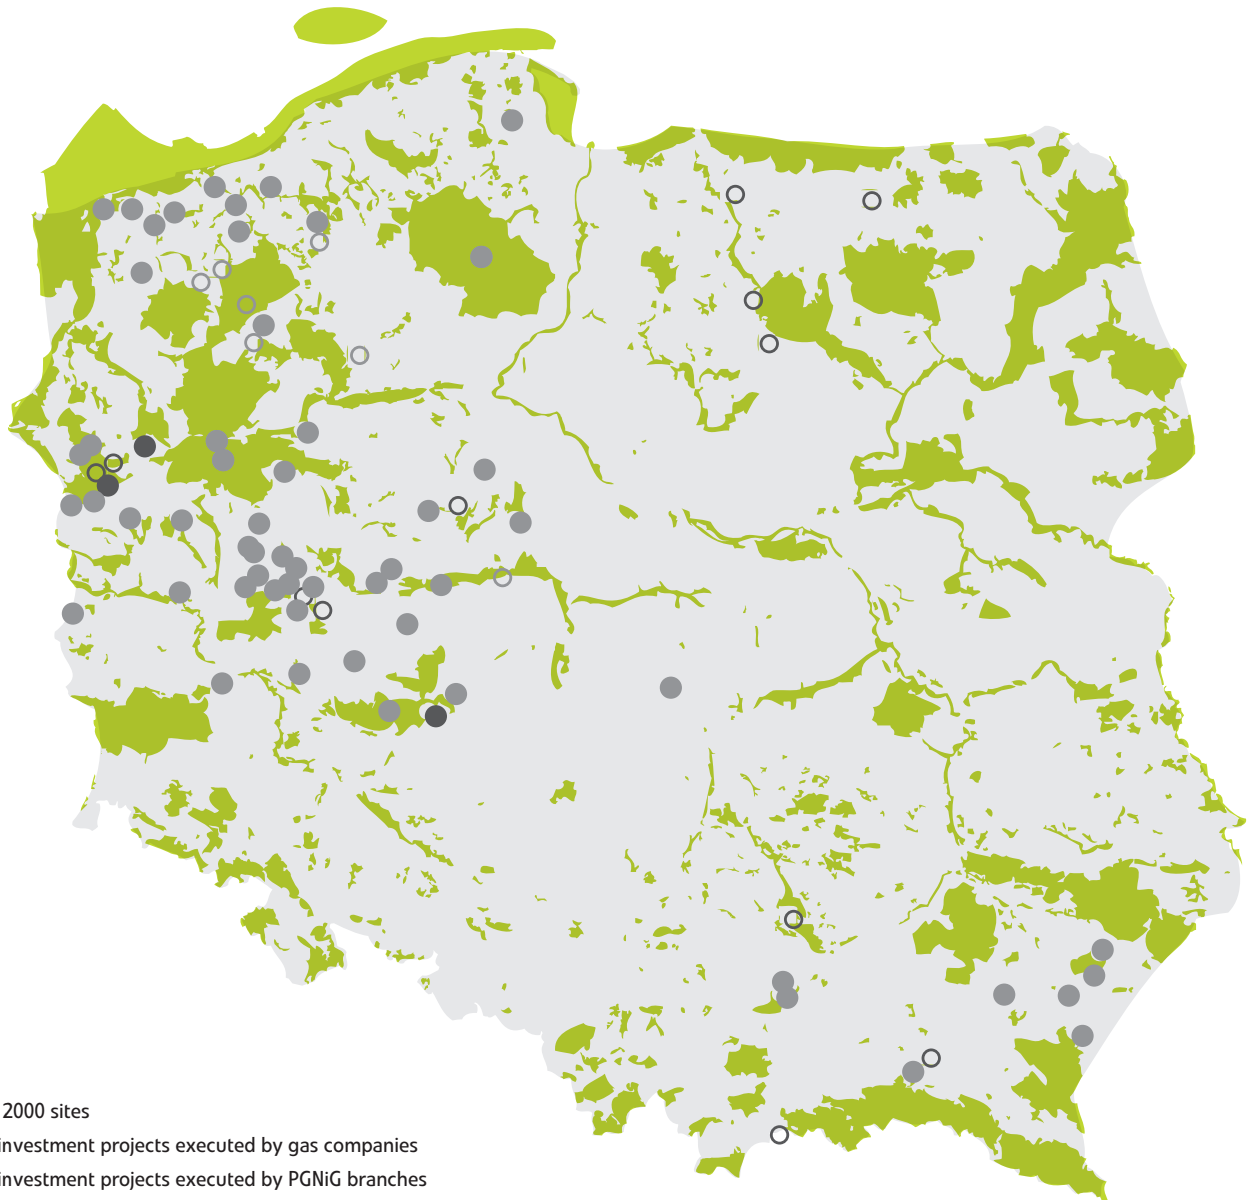 2000 sites
investment projects executed by gas companies
investment projects executed by PGNiG branches